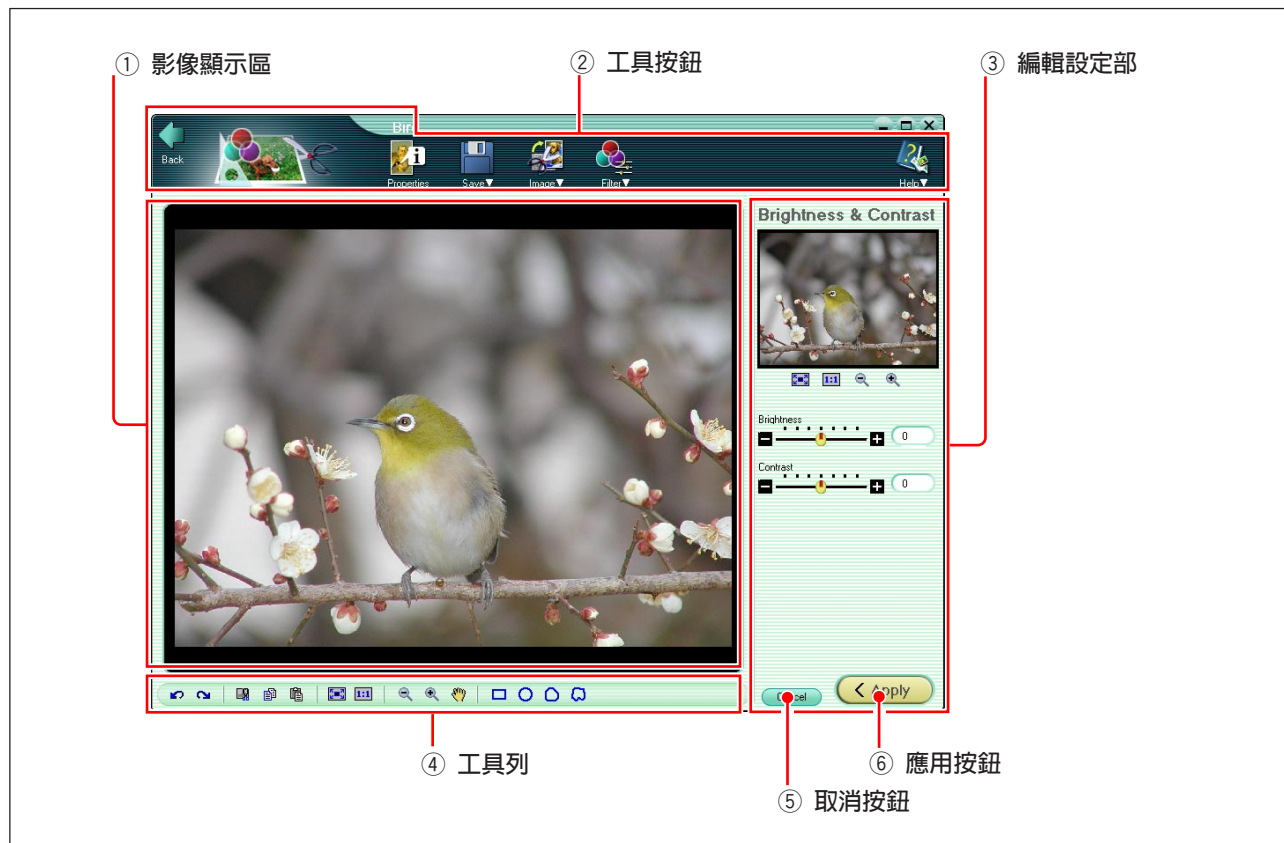 ① 影像顯示區
② 工具按鈕
③ 編輯設定部
Back
Properties
Save▼
Image▼
Filter▼
Help▼
Brightness & Contrast
1:1
Brightness
0
Contrast
0
1:1
Cancel
Apply
④ 工具列
⑥ 應用按鈕
⑤ 取消按鈕